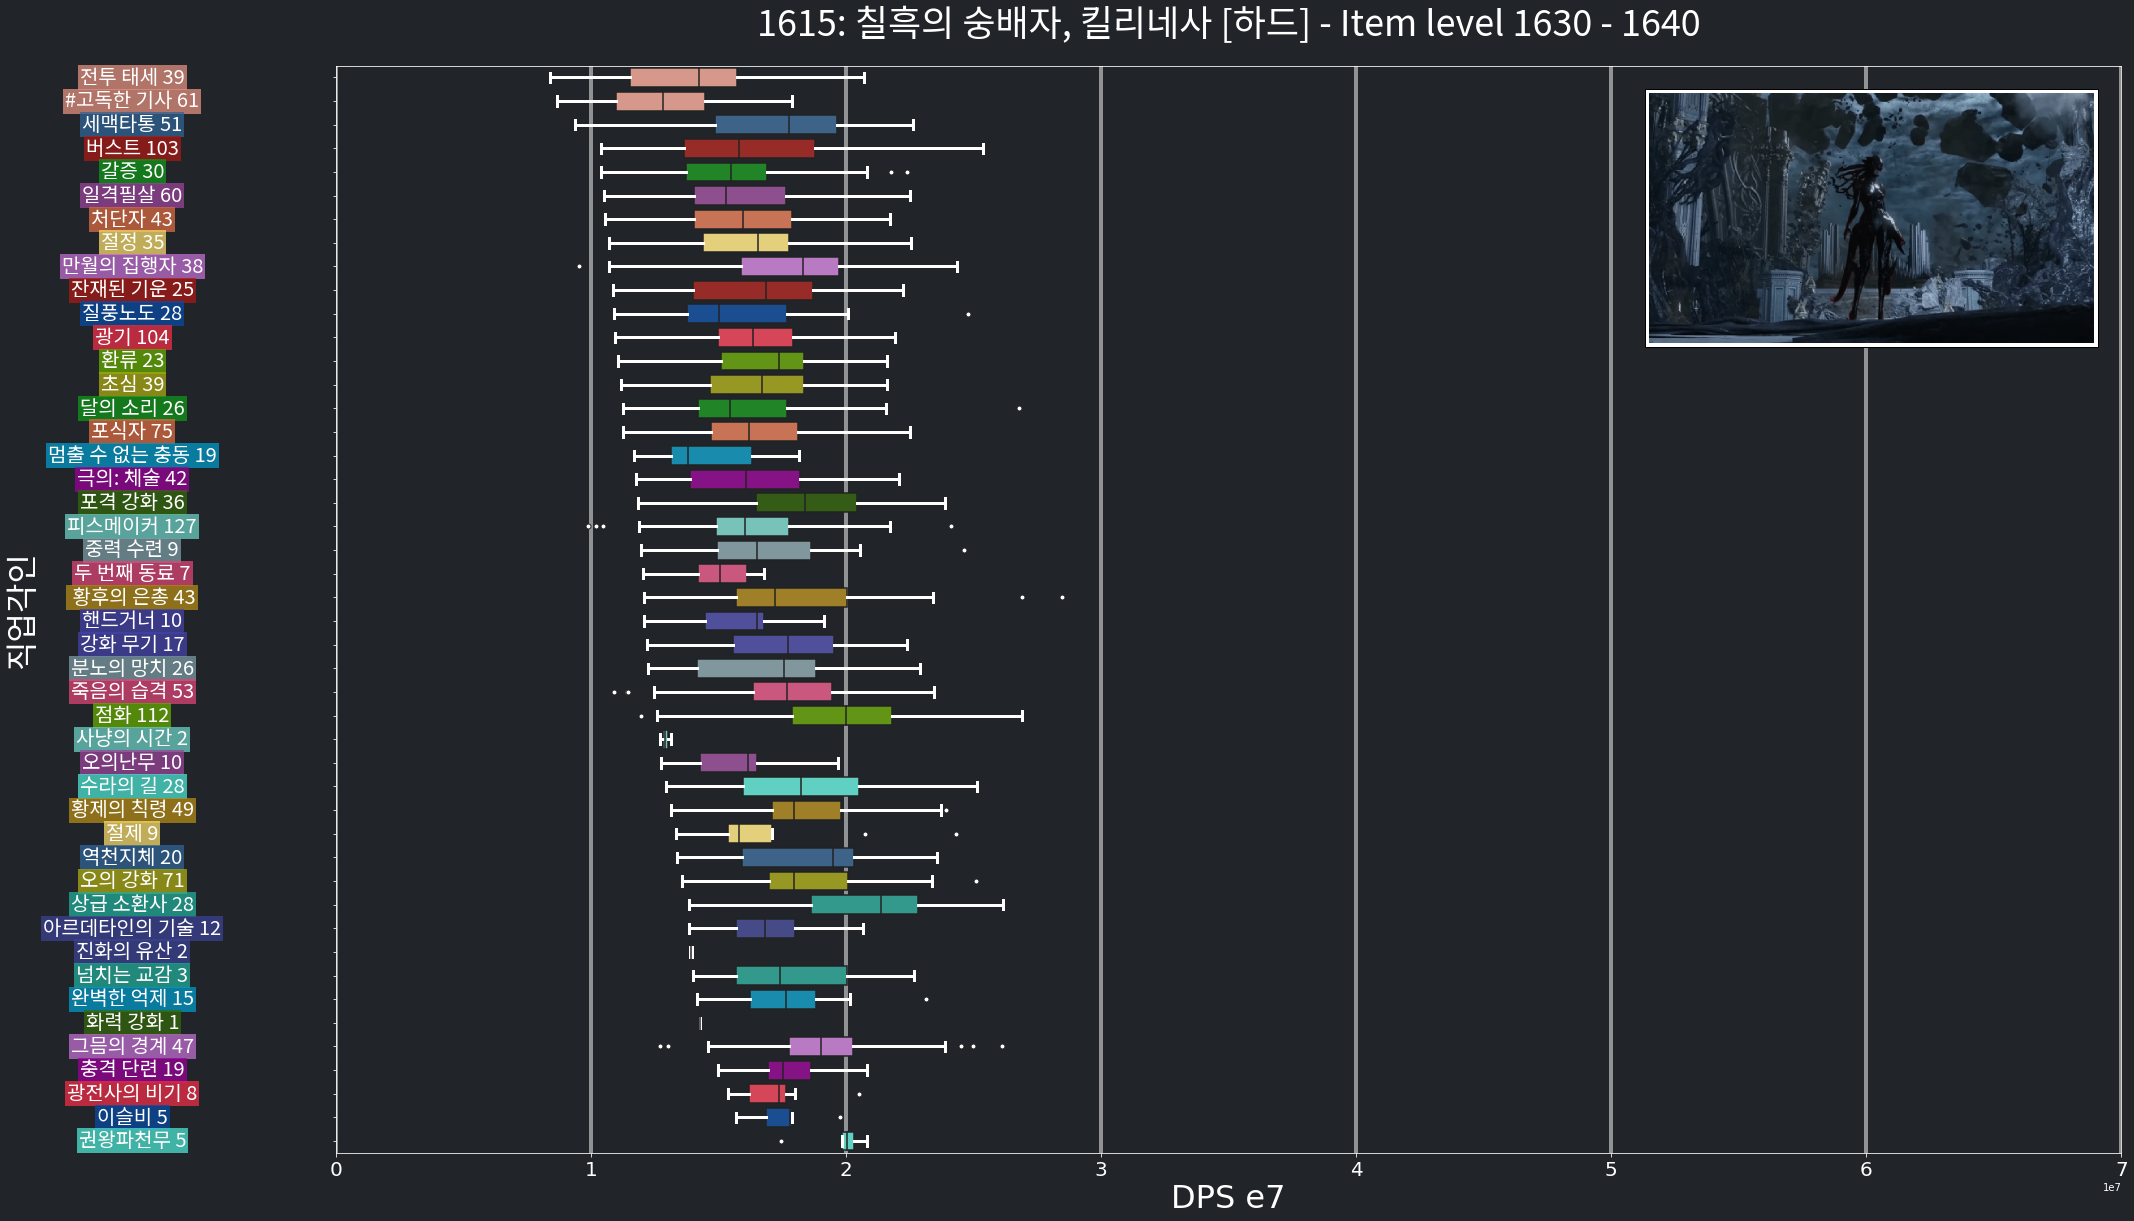 1615: 칠흑의 숭배자, 킬리네사 [하드] - Item level 1630 - 1640
전투 태세 39
#고독한 기사 61
세맥타통 51
버스트 103
갈증 30
일격필살 60
처단자 43
절정 35
만월의 집행자 38
잔재된 기운 25
질풍노도 28
광기 104
환류 23
초심 39
달의 소리 26
포식자 75
멈출 수 없는 충동 19
극의: 체술 42
포격 강화 36
피스메이커 127
중력 수련 9
두 번째 동료 7
황후의 은총 43
핸드거너 10
강화 무기 17
분노의 망치 26
죽음의 습격 53
점화 112
사냥의 시간 2
오의난무 10
수라의 길 28
황제의 칙령 49
절제 9
역천지체 20
오의 강화 71
상급 소환사 28
아르데타인의 기술 12
진화의 유산 2
넘치는 교감 3
완벽한 억제 15
화력 강화 1
그믐의 경계 47
충격 단련 19
광전사의 비기 8
이슬비 5
권왕파천무 5
직업각인
0 1 2 3 4 5 6 7
DPS e7
1e7